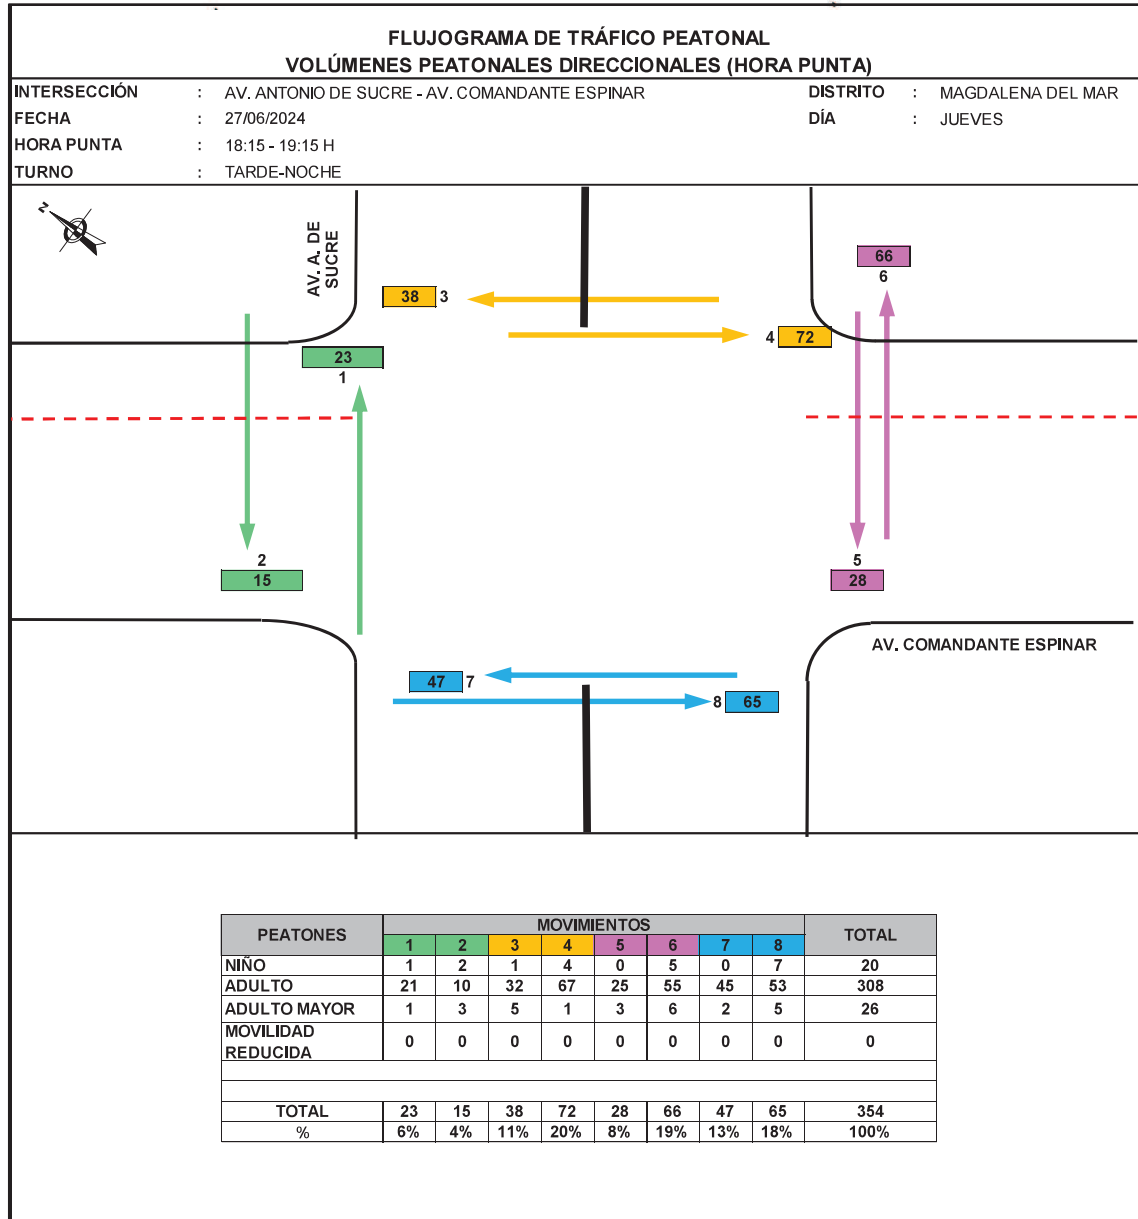 FLUJOGRAMA DE TRÁFICO PEATONAL
VOLÚMENES PEATONALES DIRECCIONALES (HORA PUNTA)
INTERSECCIÓN : AV. ANTONIO DE SUCRE - AV. COMANDANTE ESPINAR DISTRITO : MAGDALENA DEL MAR
FECHA : 27/06/2024 DÍA : JUEVES
HORA PUNTA : 18:15 - 19:15 H
TURNO : TARDE-NOCHE
N
AV. A. DE
SUCRE
66
6
38 3
4 72
23
1
2
15
5
28
AV. COMANDANTE ESPINAR
47 7
8 65
PEATONES MOVIMIENTOS TOTAL
1 2 3 4 5 6 7 8
NIÑO 1 2 1 4 0 5 0 7 20
ADULTO 21 10 32 67 25 55 45 53 308
ADULTO MAYOR 1 3 5 1 3 6 2 5 26
MOVILIDAD
REDUCIDA 0 0 0 0 0 0 0 0 0
TOTAL 23 15 38 72 28 66 47 65 354
% 6% 4% 11% 20% 8% 19% 13% 18% 100%